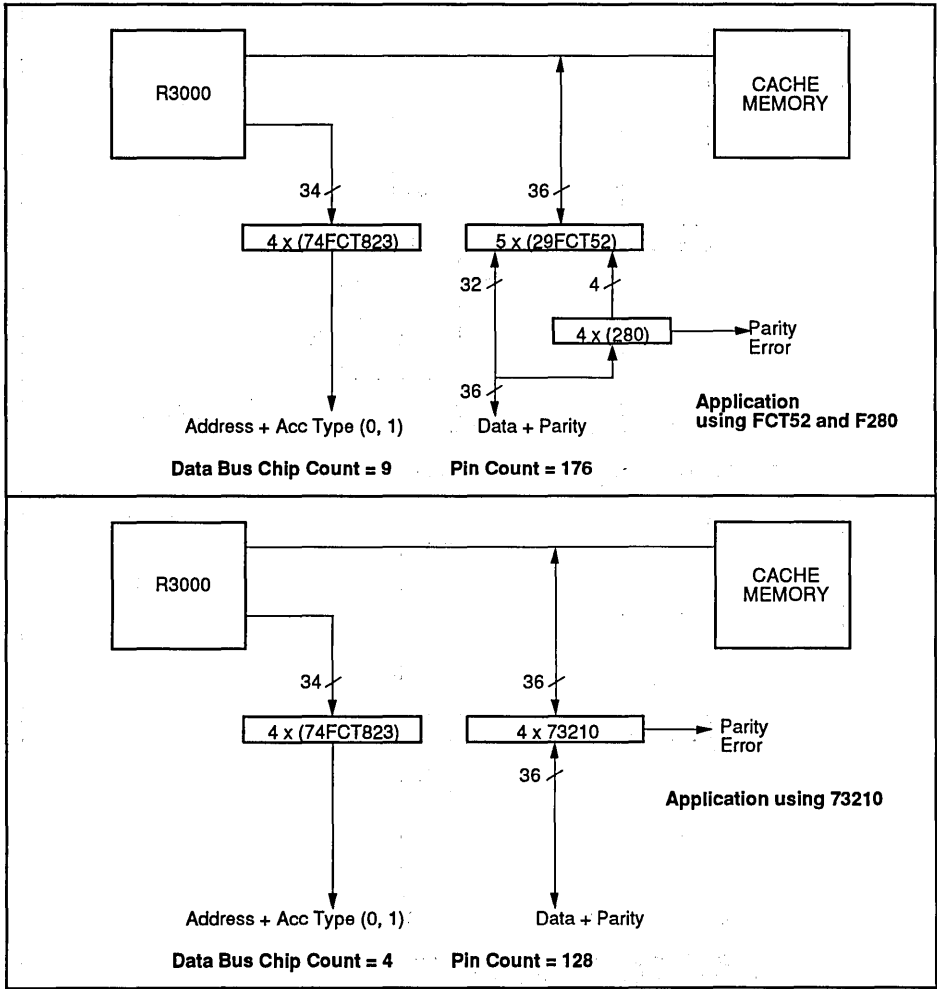 R3000
CACHE
MEMORY
34
36
4 x (74FCT823)
5 x (29FCT52)
32
4
4 x (280)
Parity
Error
36
Application
using FCT52 and F280
Address + Acc Type (0, 1)
Data + Parity
Data Bus Chip Count = 9
Pin Count = 176
R3000
CACHE
MEMORY
34
36
4 x (74FCT823)
4 x 73210
Parity
Error
36
Application using 73210
Address + Acc Type (0, 1)
Data + Parity
Data Bus Chip Count = 4
Pin Count = 128